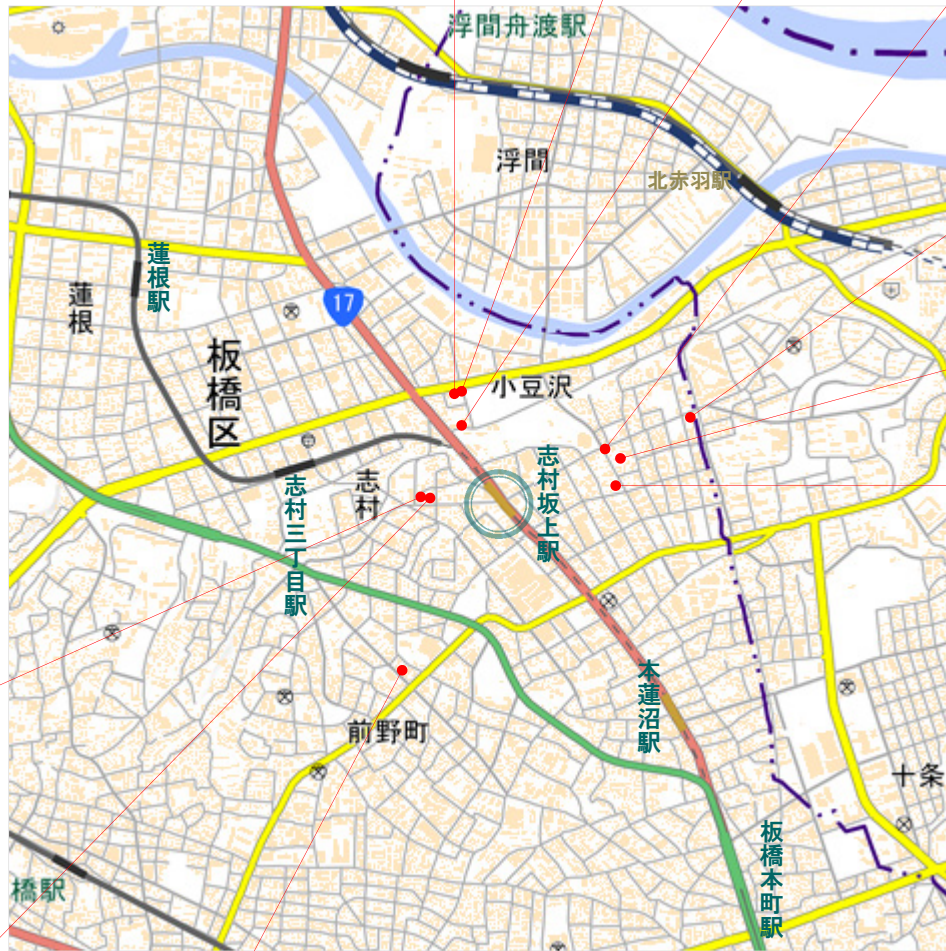 浮間舟渡駅
浮間
北赤羽駅
蓮根駅
蓮根
17
板橋区
小豆沢
志村坂上駅
志村
志村三丁目駅
本蓮沼駅
前野町
十条
板橋本町駅
橋駅